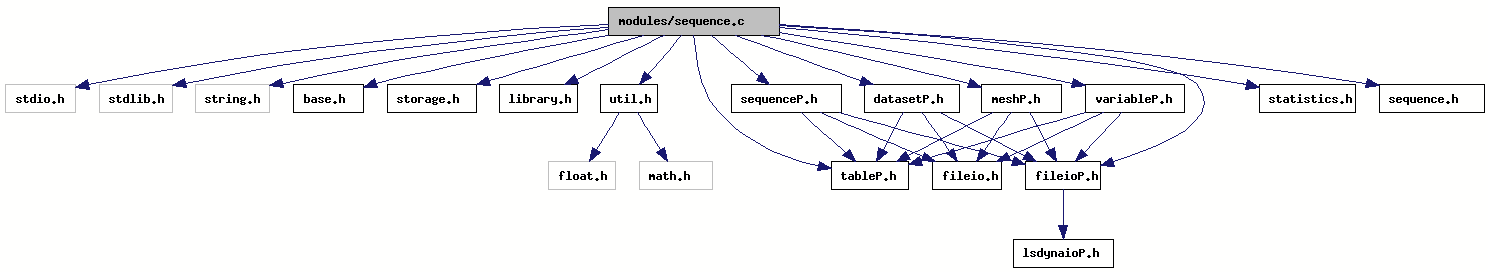 modules/sequence.c
stdio.h stdlib.h string.h base.h storage.h library.h util.h sequenceP.h datasetP.h meshP.h variableP.h statistics.h sequence.h
float.h math.h tableP.h fileio.h fileioP.h
lsdynaioP.h